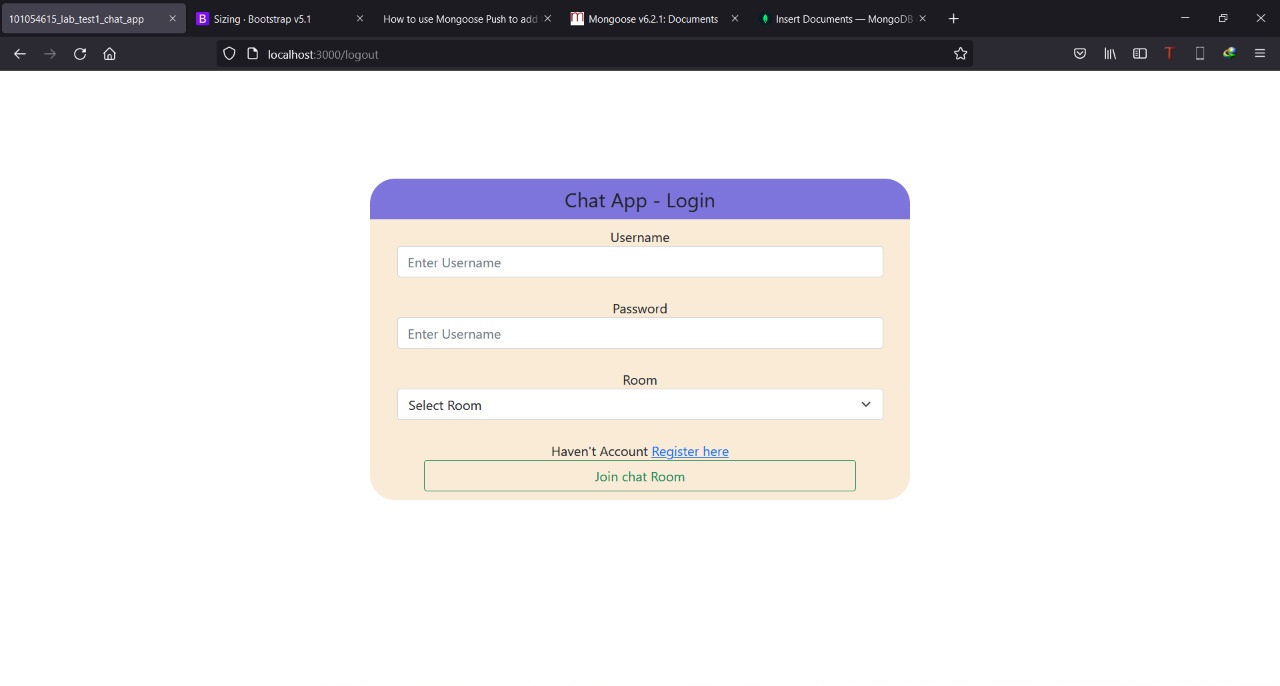 101054615_lab_test1_chat_app
Sizing · Bootstrap v5.1
How to use Mongoose Push to add
Mongoose v6.2.1: Documents
Insert Documents — MongoDB
localhost:3000/logout
Chat App - Login
Username
Enter Username
Password
Enter Username
Room
Select Room
Haven't Account Register here
Join chat Room